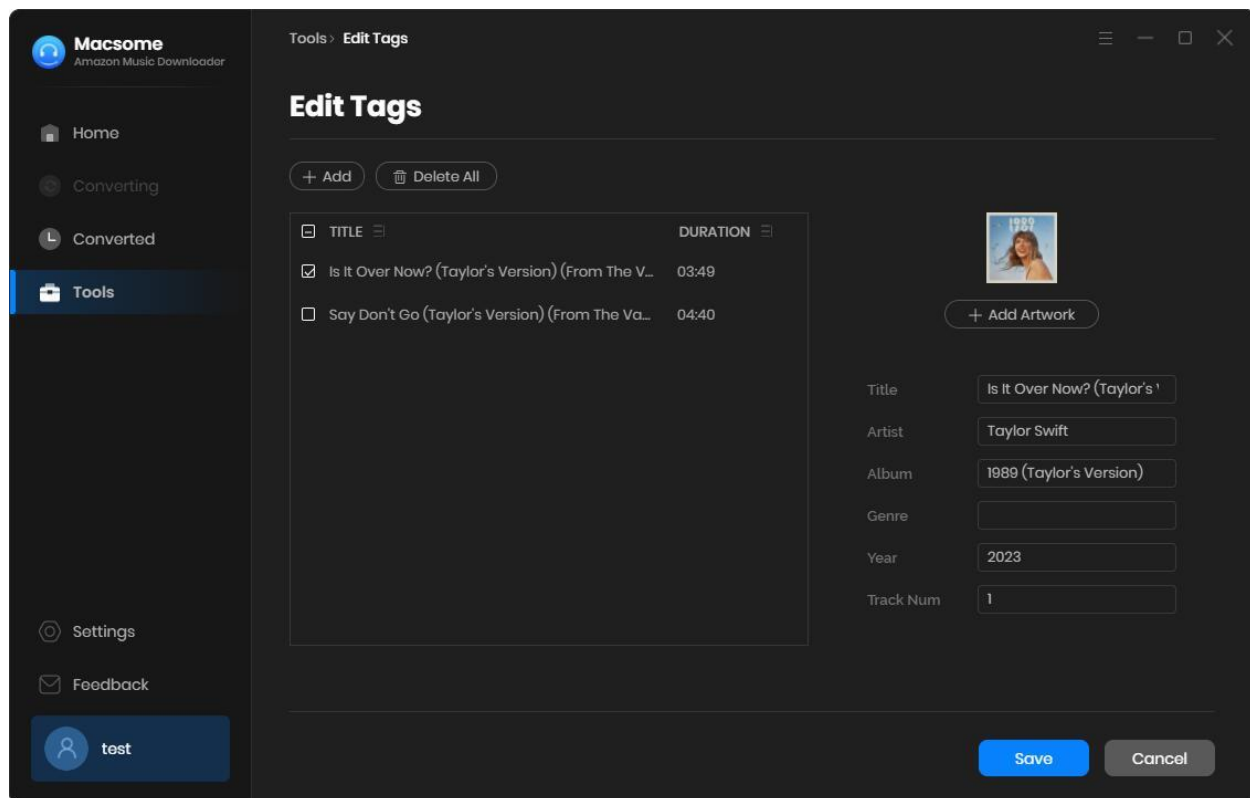 Macsome
Amazon Music Downloader
Home
Converting
Converted
Tools
Settings
Feedback
test
Tools › Edit Tags
Edit Tags
+ Add
Delete All
TITLE DURATION
Is It Over Now? (Taylor's Version) (From The V... 03:49
Say Don't Go (Taylor's Version) (From The Va... 04:40
1989
+ Add Artwork
Title Is It Over Now? (Taylor's '
Artist Taylor Swift
Album 1989 (Taylor's Version)
Genre
Year 2023
Track Num 1
Save Cancel